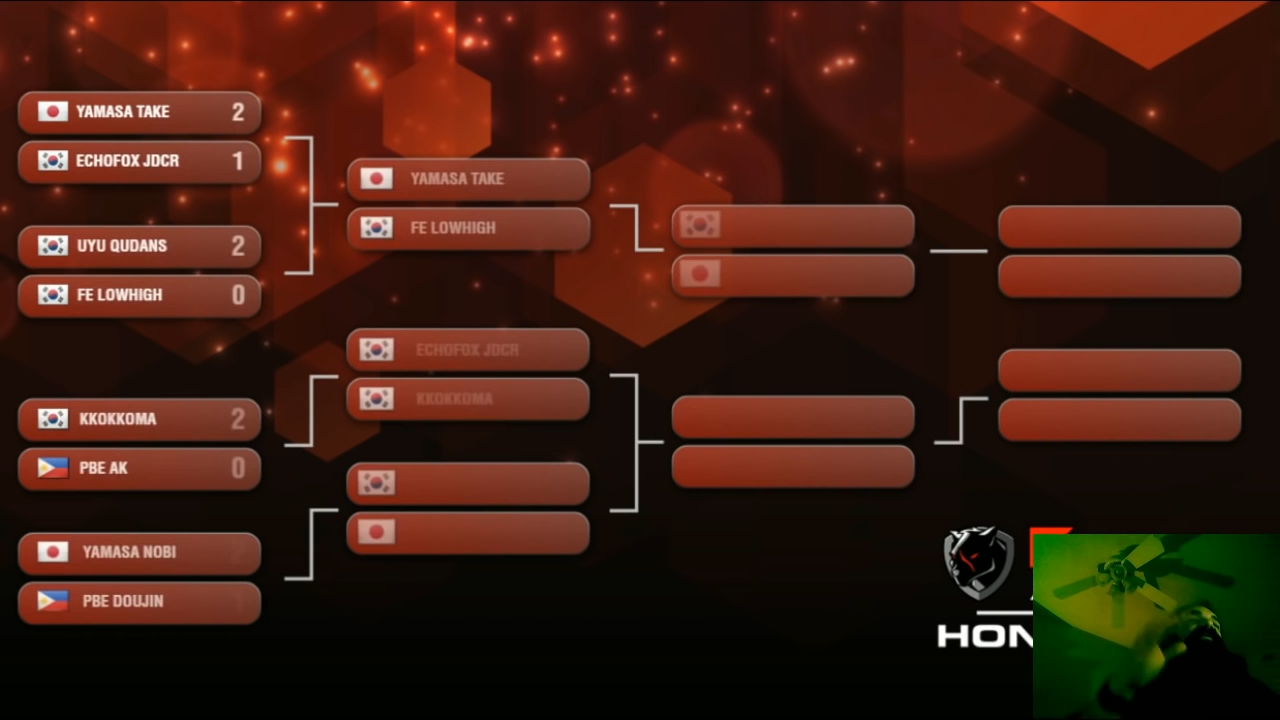 YAMASA TAKE 2
ECHOFOX JDCR 1
UYU QUDANS 2
FE LOWHIGH 0
KKOKKOMA 2
PBE AK 0
YAMASA NOBI
PBE DOUJIN
YAMASA TAKE
FE LOWHIGH
ECHOFOX JDCR
KKOKKOMA
HON